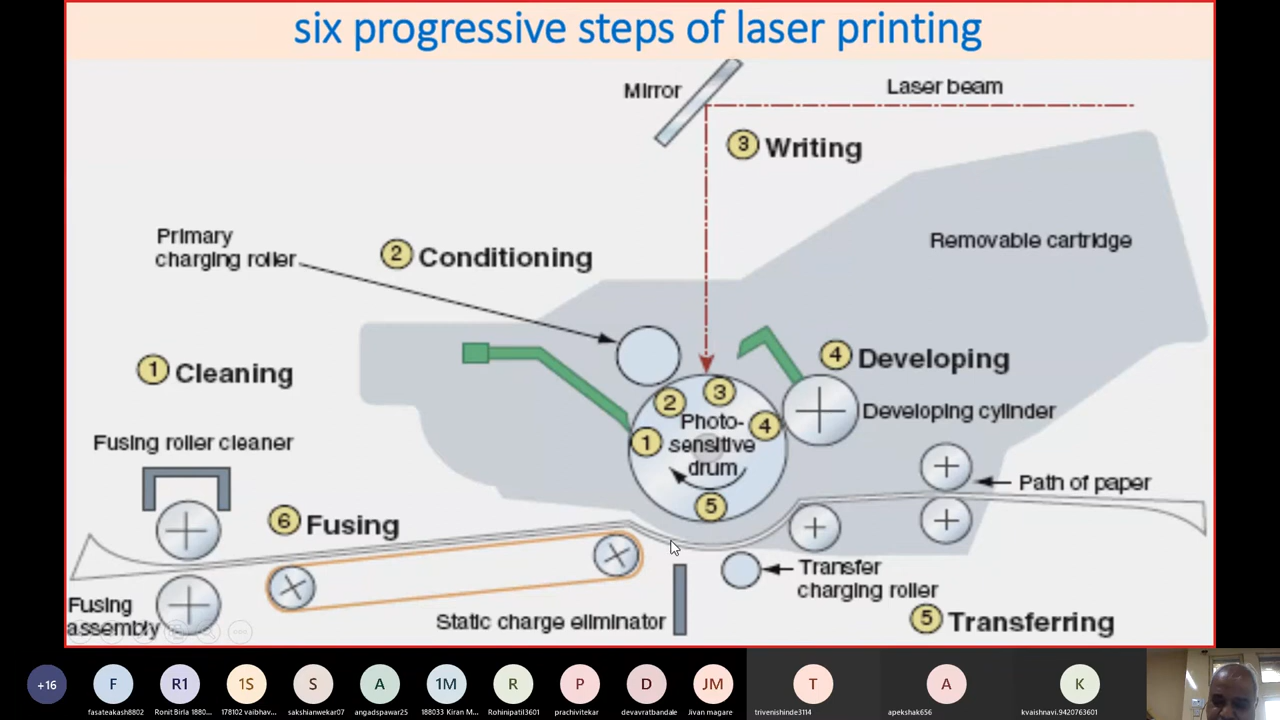 six progressive steps of laser printing
Mirror
Laser beam
3 Writing
Primary
charging roller
2 Conditioning
Removable cartridge
1 Cleaning
4 Developing
Developing cylinder
2
3
4
1
Photo-
sensitive
drum
5
Fusing roller cleaner
Path of paper
6 Fusing
Transfer
charging roller
Fusing
assembly
Static charge eliminator
5 Transferring
+16
F
R1
1S
S
A
1M
R
P
D
JM
T
A
K
fasateakash8802
Ronit Birla 1880...
178102 vaibhav...
sakshianwekar07
angadspawar25
188033 Kiran M...
Rohinipatil3601
prachivitekar
devavratbandale
Jivan magare
trivenishinde3114
apekshak656
kvaishnavi.9420763601